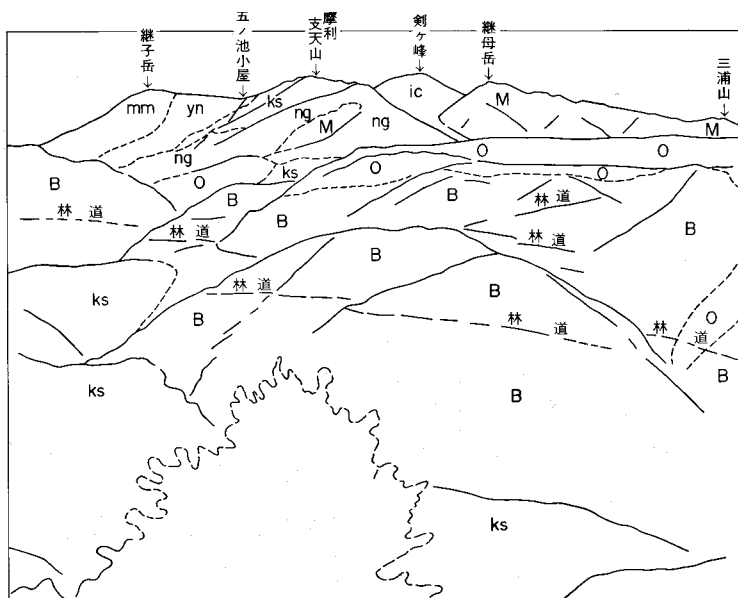 継子岳
五ノ池小屋
摩利
支天山
剣ヶ峰
継母岳
三浦山
mm yn ks ic M
ng M ng M
ng O ks O O O O
B B B B 林道
林道 林道 林道 B
B
ks 林道 B O
B 林道 林道
ks B B
ks
ks